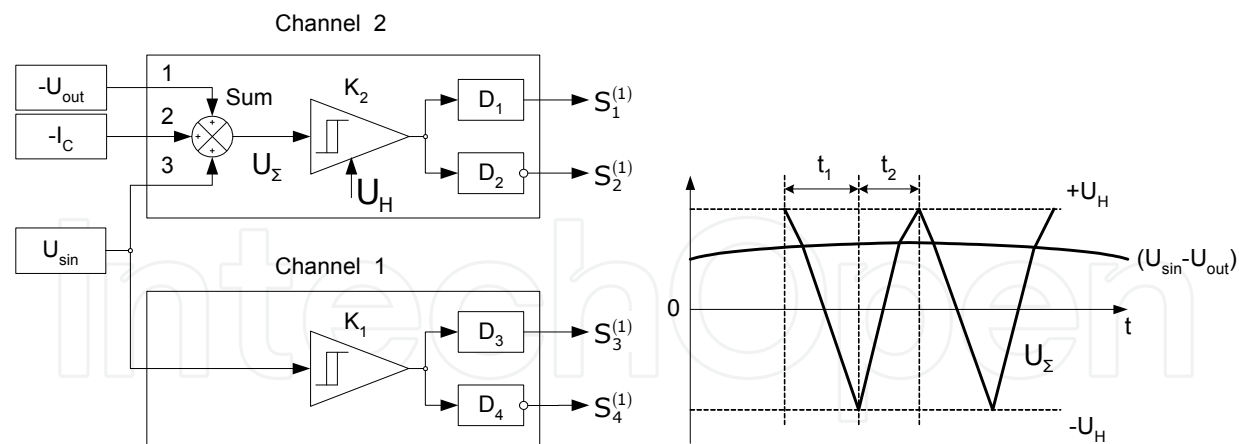 Channel 2
-U_out
-I_C
U_sin
1
2
3
Sum
+
+
+
U_Σ
K_2
U_H
D_1
D_2
S_1^(1)
S_2^(1)
Channel 1
K_1
D_3
D_4
S_3^(1)
S_4^(1)
t_1
t_2
+U_H
(U_sin-U_out)
0
t
U_Σ
-U_H
IntechOpen